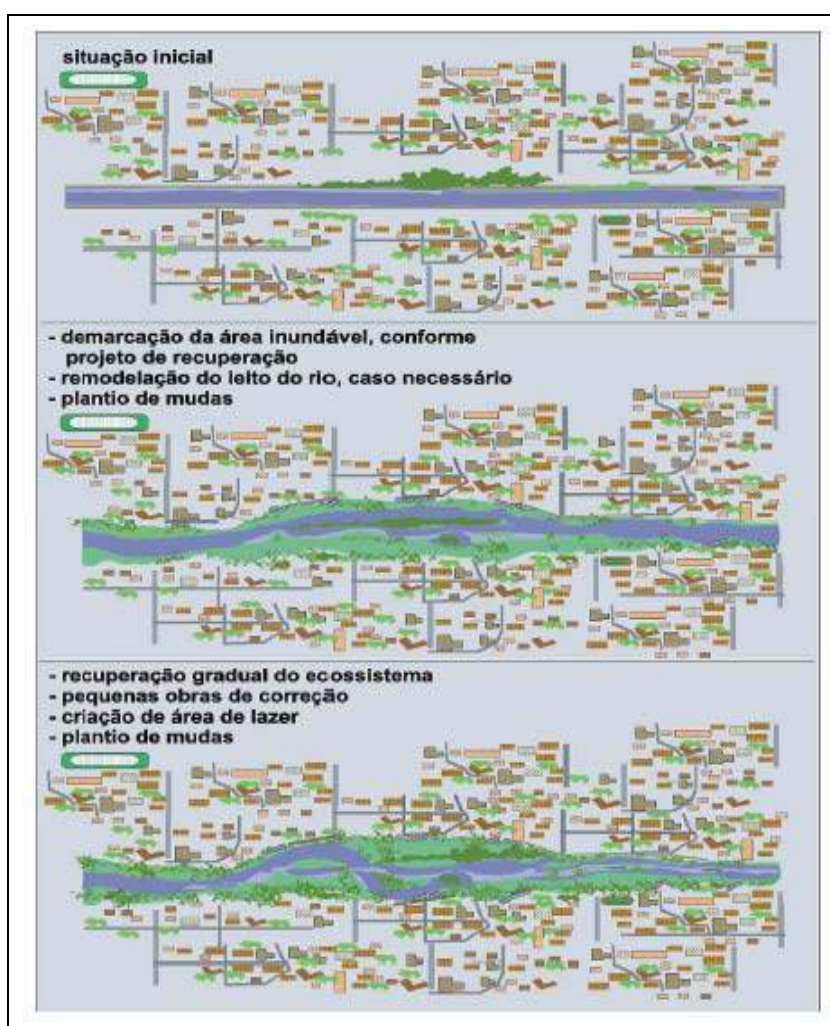 situação inicial
- demarcação da área inundável, conforme
projeto de recuperação
- remodelação do leito do rio, caso necessário
- plantio de mudas
- recuperação gradual do ecossistema
- pequenas obras de correção
- criação de área de lazer
- plantio de mudas